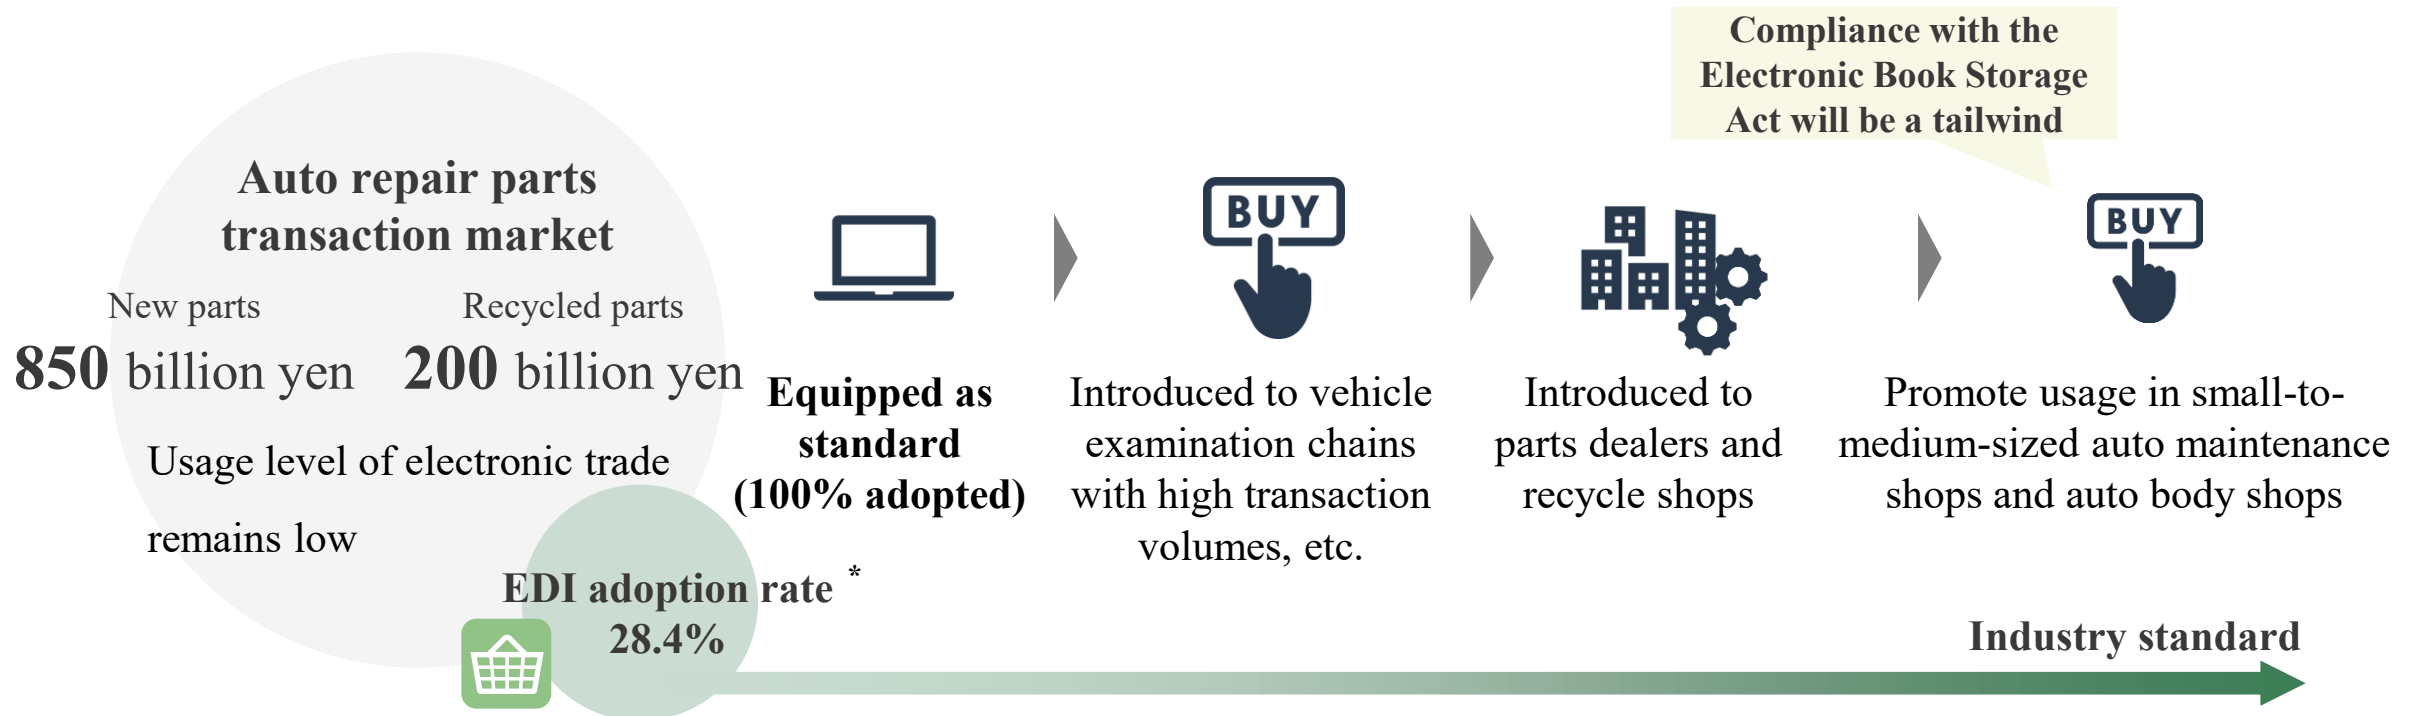 Compliance with the
Electronic Book Storage
Act will be a tailwind
Auto repair parts
transaction market
New parts
850 billion yen
Recycled parts
200 billion yen
Usage level of electronic trade
remains low
EDI adoption rate *
28.4%
Equipped as
standard
(100% adopted)
BUY
Introduced to vehicle
examination chains
with high transaction
volumes, etc.
Introduced to
parts dealers and
recycle shops
BUY
Promote usage in small-to-
medium-sized auto maintenance
shops and auto body shops
Industry standard